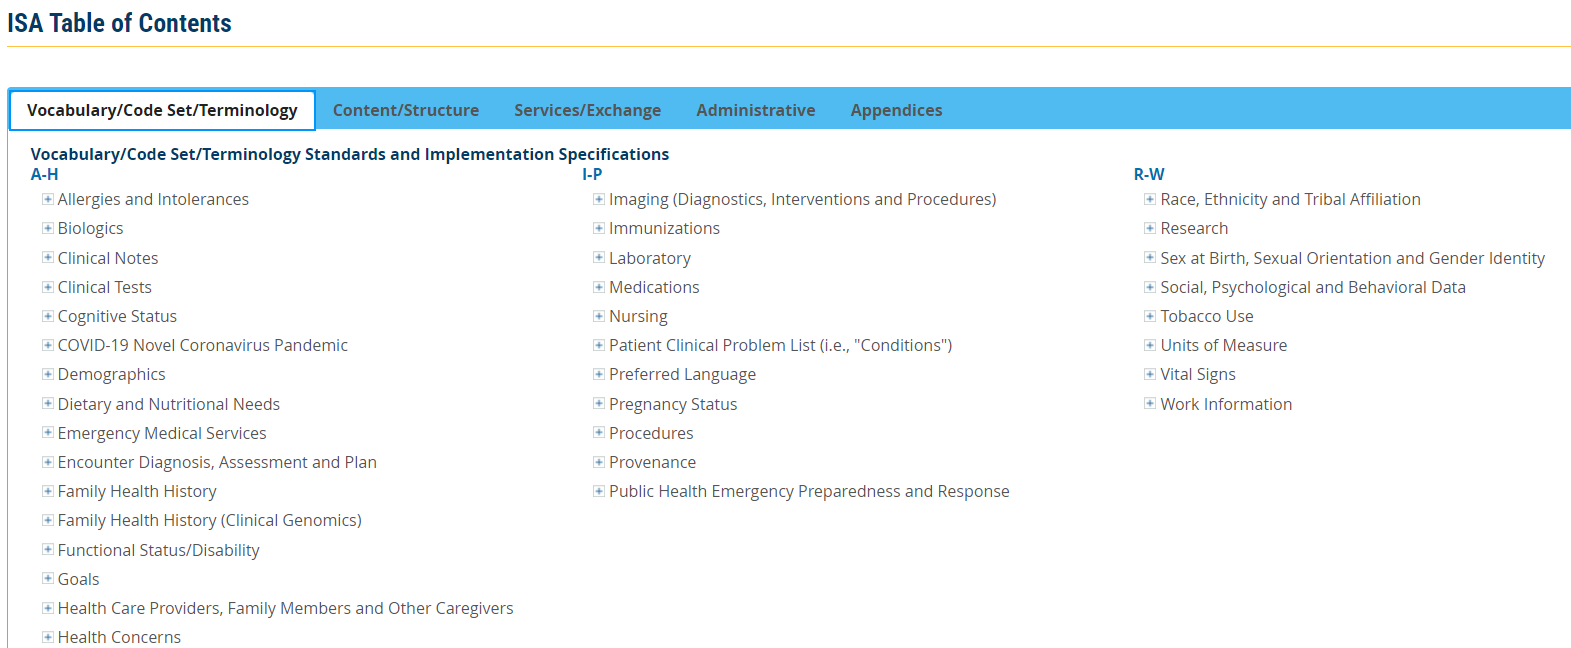 ISA Table of Contents
Vocabulary/Code Set/Terminology Content/Structure Services/Exchange Administrative Appendices
Vocabulary/Code Set/Terminology Standards and Implementation Specifications
A-H
Allergies and Intolerances
Biologics
Clinical Notes
Clinical Tests
Cognitive Status
COVID-19 Novel Coronavirus Pandemic
Demographics
Dietary and Nutritional Needs
Emergency Medical Services
Encounter Diagnosis, Assessment and Plan
Family Health History
Family Health History (Clinical Genomics)
Functional Status/Disability
Goals
Health Care Providers, Family Members and Other Caregivers
Health Concerns
I-P
Imaging (Diagnostics, Interventions and Procedures)
Immunizations
Laboratory
Medications
Nursing
Patient Clinical Problem List (i.e., "Conditions")
Preferred Language
Pregnancy Status
Procedures
Provenance
Public Health Emergency Preparedness and Response
R-W
Race, Ethnicity and Tribal Affiliation
Research
Sex at Birth, Sexual Orientation and Gender Identity
Social, Psychological and Behavioral Data
Tobacco Use
Units of Measure
Vital Signs
Work Information